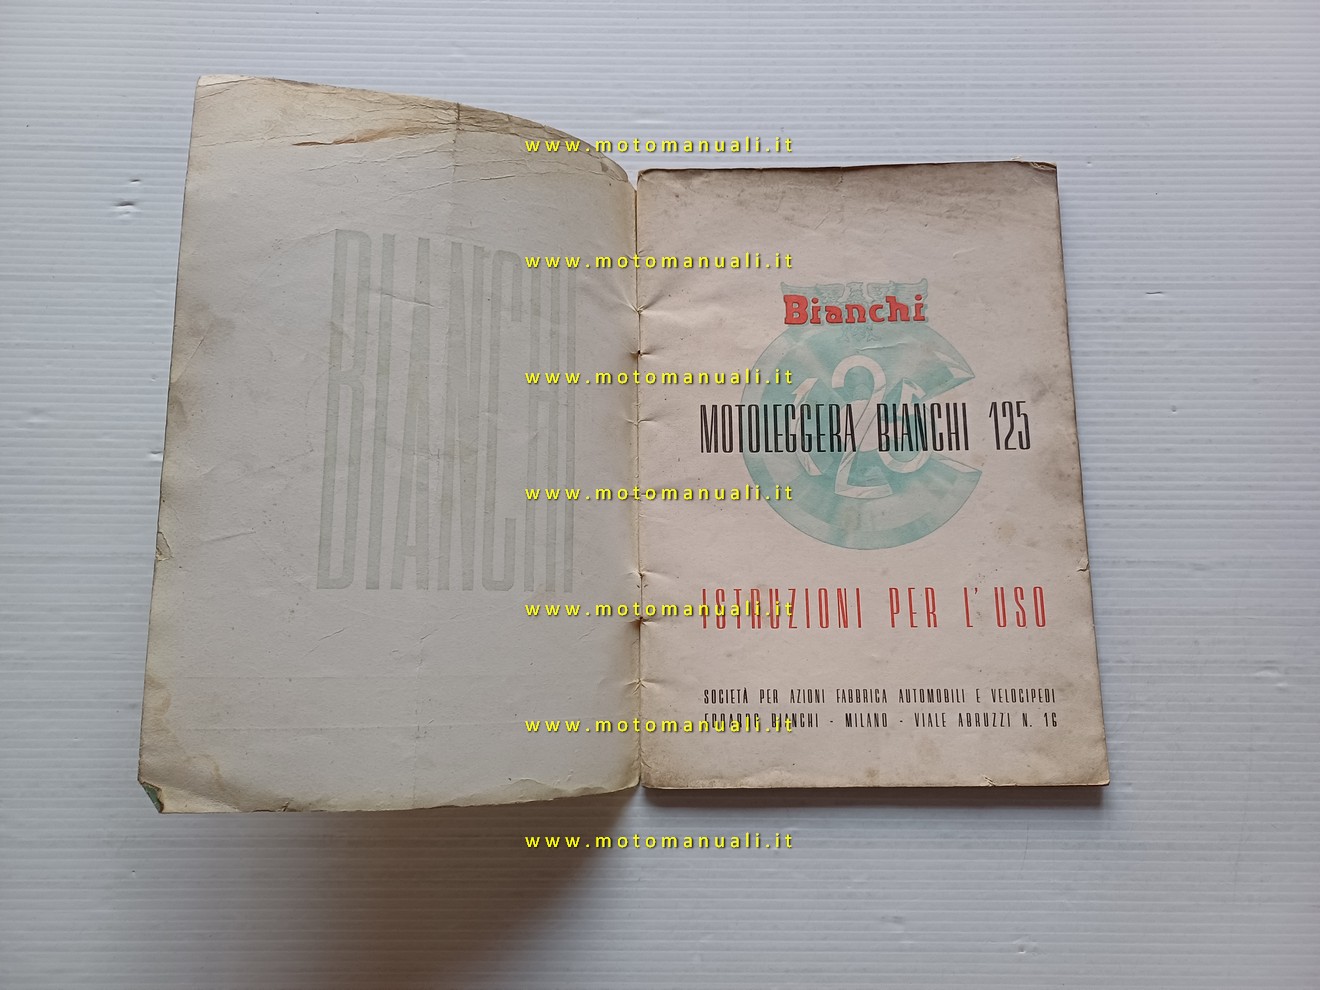 BIANCHI
Bianchi
125
MOTOLEGGERA BIANCHI 125
ISTRUZIONI PER L'USO
SOCIETÀ PER AZIONI FABBRICA AUTOMOBILI E VELOCIPEDI
EDOARDO BIANCHI - MILANO - VIALE ABRUZZI N. 16
www.motomanuali.it
www.motomanuali.it
www.motomanuali.it
www.motomanuali.it
www.motomanuali.it
www.motomanuali.it
www.motomanuali.it